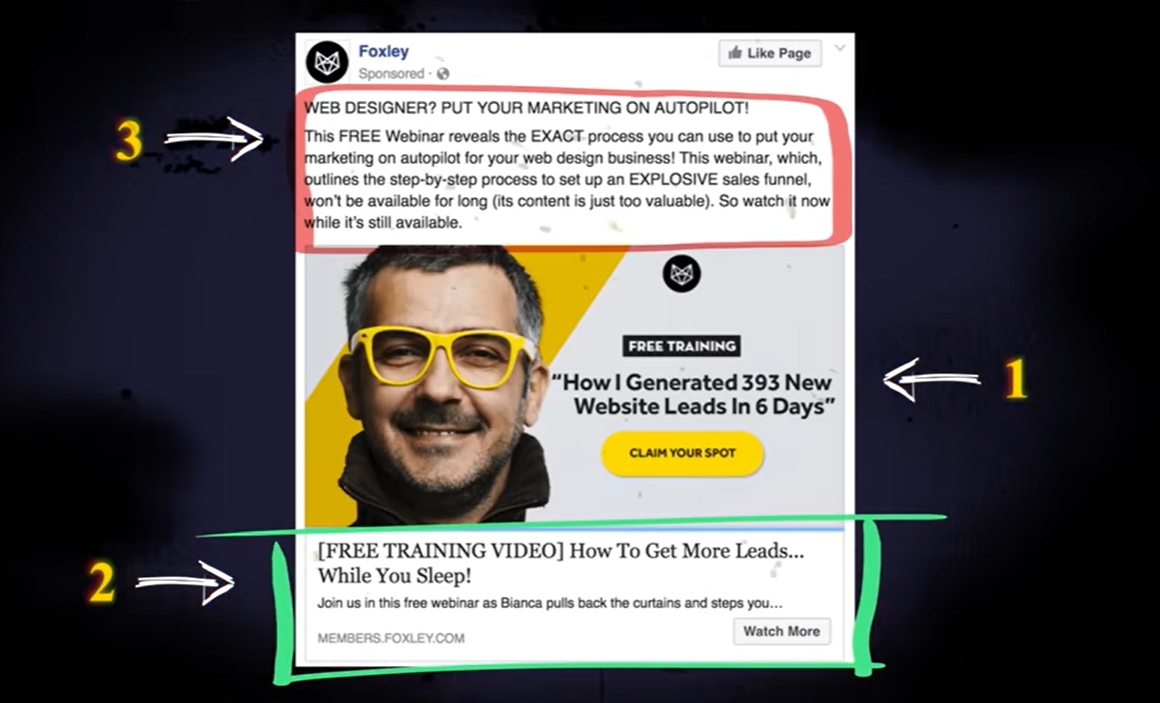 Foxley
Sponsored ·
Like Page
3
WEB DESIGNER? PUT YOUR MARKETING ON AUTOPILOT!
This FREE Webinar reveals the EXACT process you can use to put your
marketing on autopilot for your web design business! This webinar, which,
outlines the step-by-step process to set up an EXPLOSIVE sales funnel,
won't be available for long (its content is just too valuable). So watch it now
while it's still available.
FREE TRAINING
"How I Generated 393 New
Website Leads In 6 Days"
1
CLAIM YOUR SPOT
2
[FREE TRAINING VIDEO] How To Get More Leads...
While You Sleep!
Join us in this free webinar as Bianca pulls back the curtains and steps you...
MEMBERS.FOXLEY.COM
Watch More